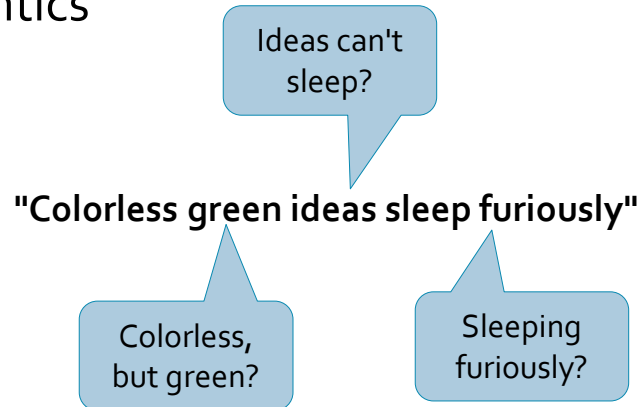 ntics
Ideas can't
sleep?
"Colorless green ideas sleep furiously"
Colorless,
but green?
Sleeping
furiously?